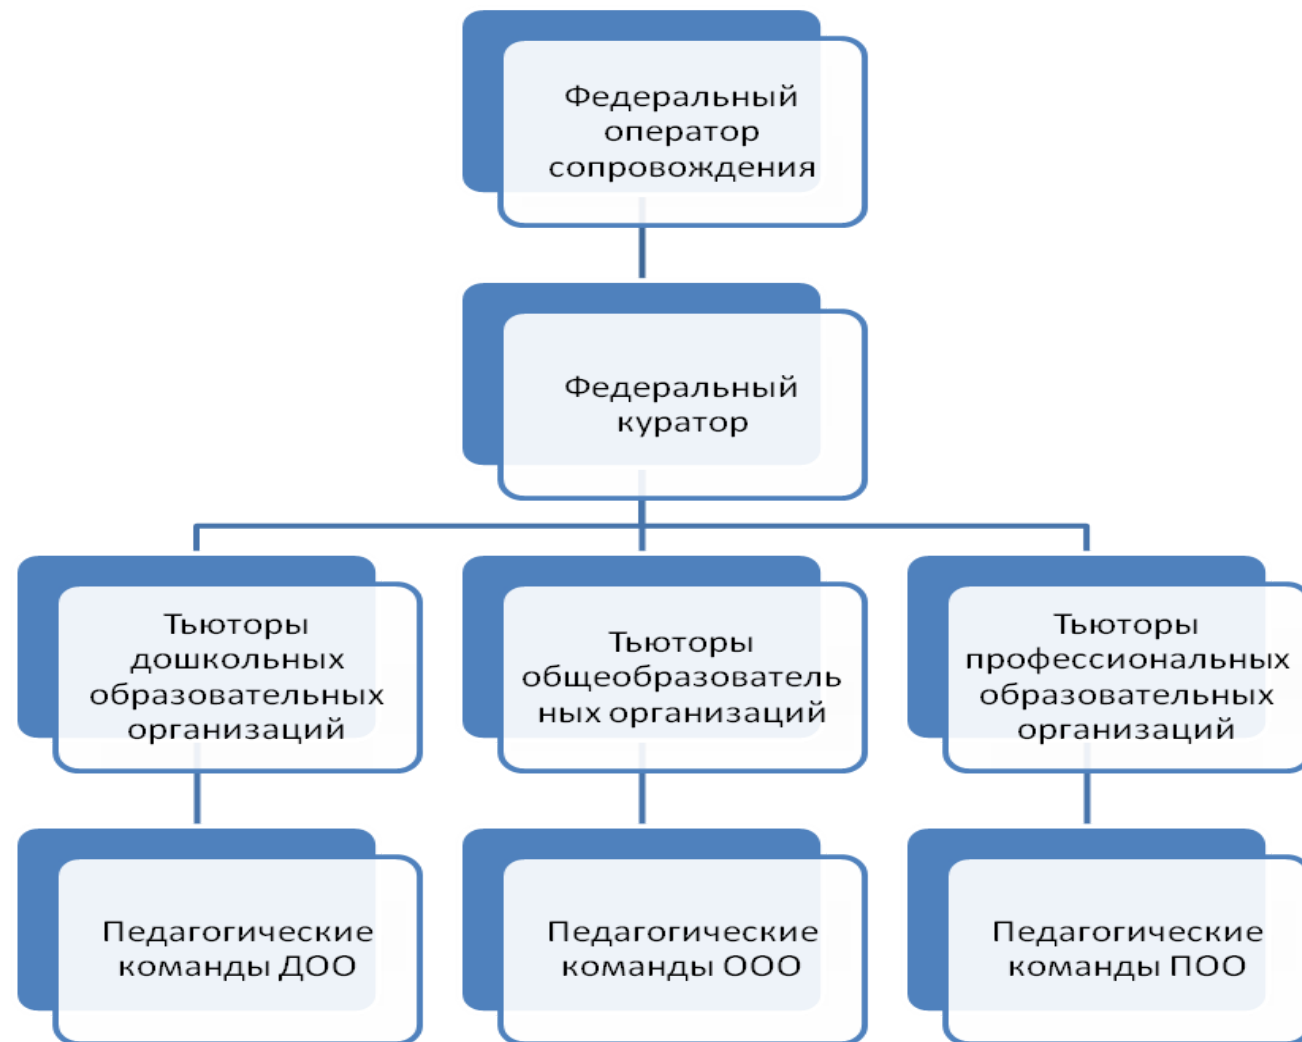 Федеральный
оператор
сопровождения
Федеральный
куратор
Тьюторы
дошкольных
образовательных
организаций
Тьюторы
общеобразователь
ных организаций
Тьюторы
профессиональных
образовательных
организаций
Педагогические
команды ДОО
Педагогические
команды ООО
Педагогические
команды ПОО